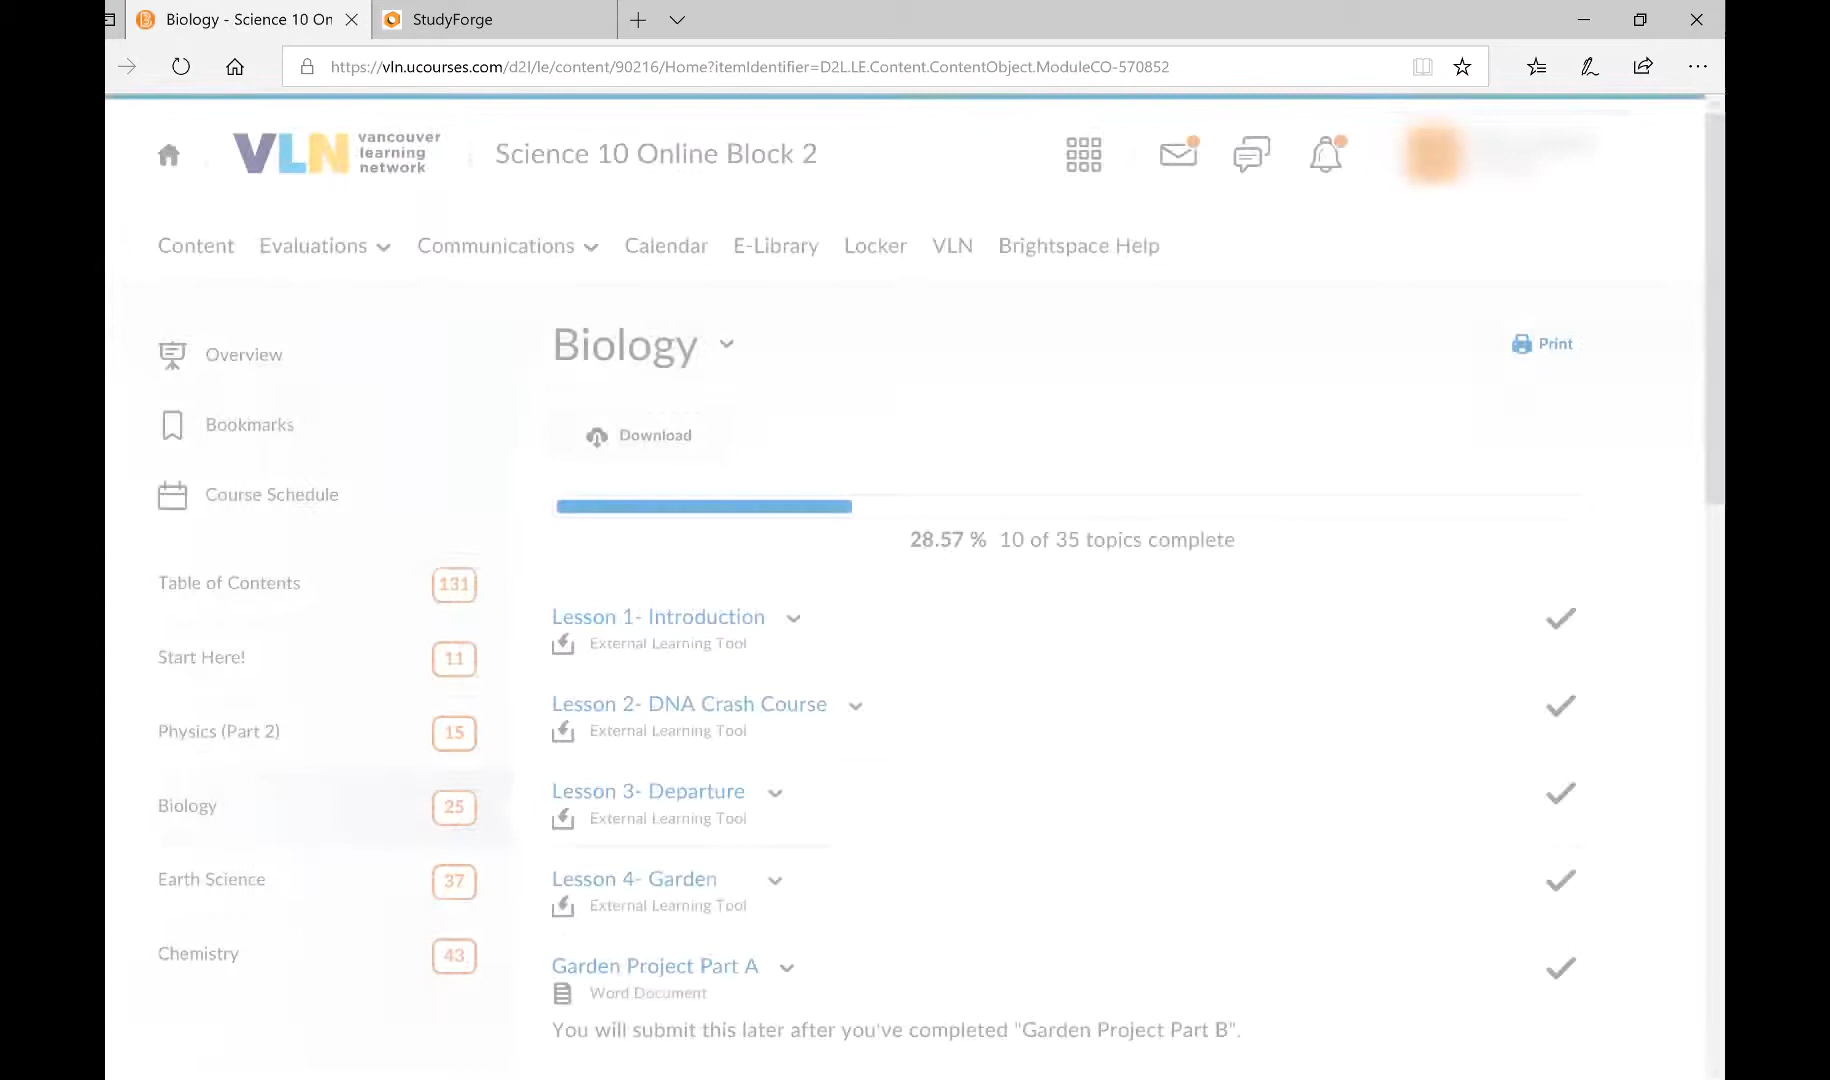 Biology - Science 10 On
StudyForge
https://vln.ucourses.com/d2l/le/content/90216/Home?itemIdentifier=D2L.LE.Content.ContentObject.ModuleCO-570852
VLN vancouver learning network
Science 10 Online Block 2
Content Evaluations Communications Calendar E-Library Locker VLN Brightspace Help
Overview
Bookmarks
Course Schedule
Table of Contents 131
Start Here! 11
Physics (Part 2) 15
Biology 25
Earth Science 37
Chemistry 43
Biology
Print
Download
28.57 % 10 of 35 topics complete
Lesson 1- Introduction
External Learning Tool
Lesson 2- DNA Crash Course
External Learning Tool
Lesson 3- Departure
External Learning Tool
Lesson 4- Garden
External Learning Tool
Garden Project Part A
Word Document
You will submit this later after you've completed "Garden Project Part B".